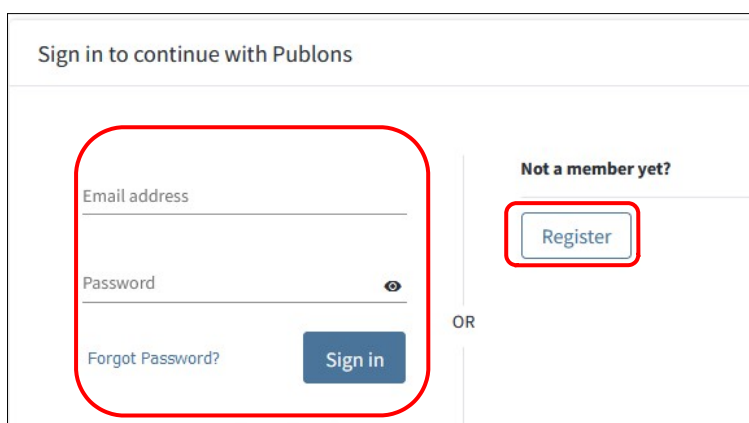 Sign in to continue with Publons
Email address
Password
Forgot Password?
Sign in
OR
Not a member yet?
Register